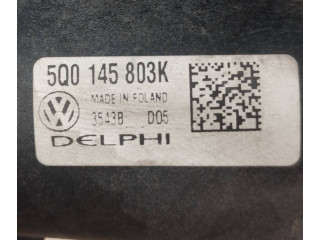 5Q0 145 803K
MADE IN POLAND
3543B D05
DELPHI